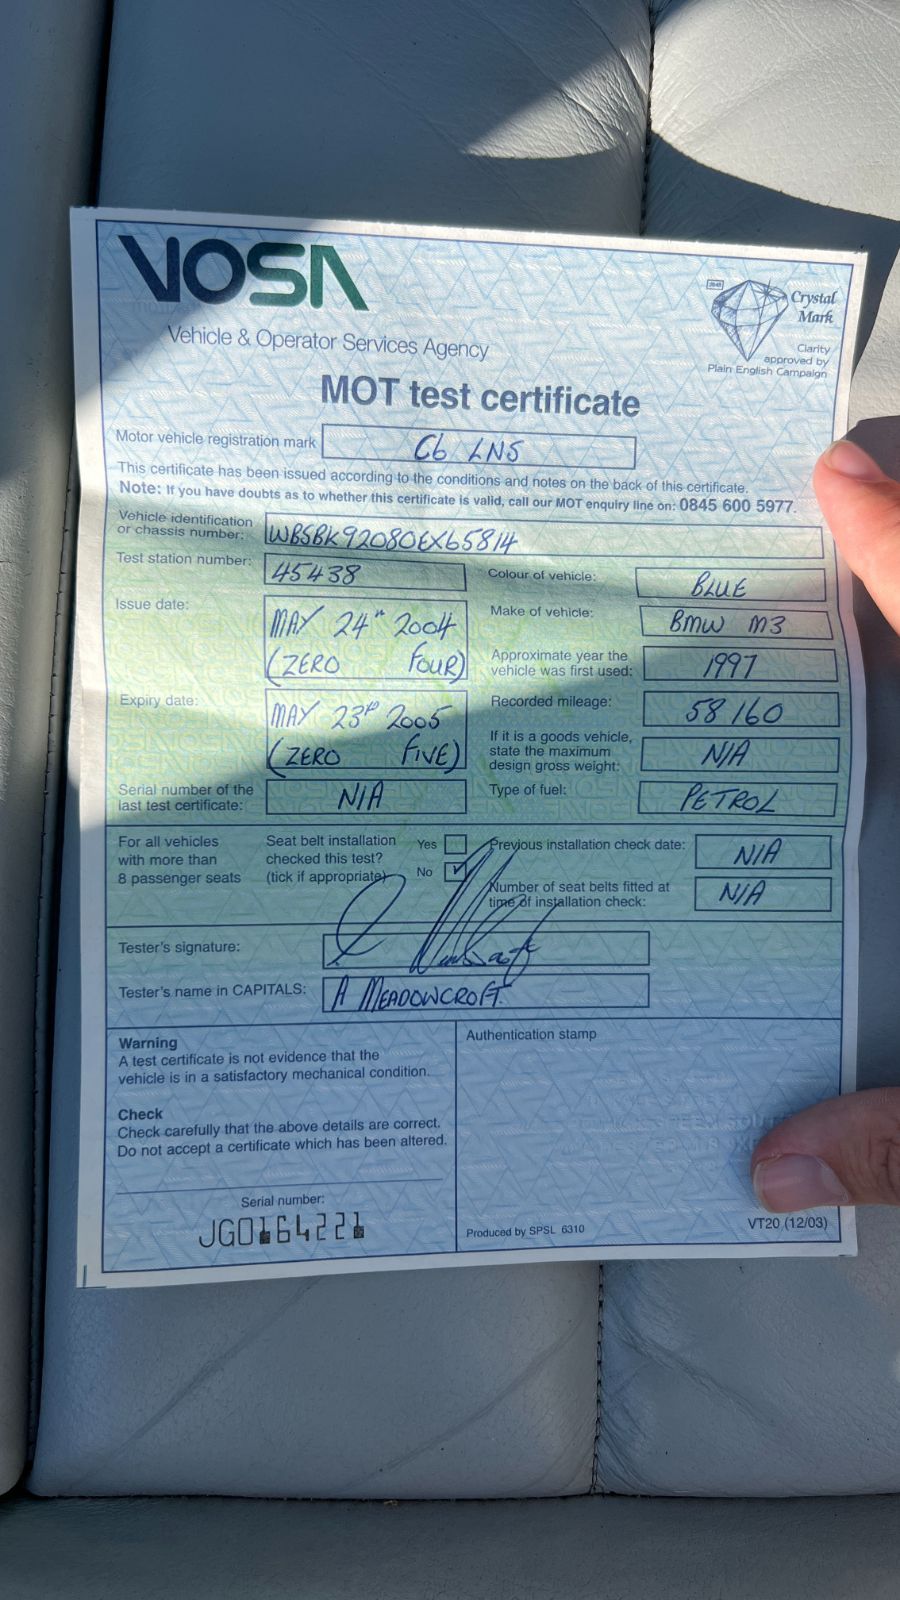 VOSA
Vehicle & Operator Services Agency
Crystal
Mark
Clarity
approved by
Plain English Campaign
MOT test certificate
Motor vehicle registration mark C6 LNS
This certificate has been issued according to the conditions and notes on the back of this certificate.
Note: If you have doubts as to whether this certificate is valid, call our MOT enquiry line on: 0845 600 5977.
Vehicle identification
or chassis number: WBSBK92080EX65814
Test station number: 45438
Colour of vehicle: BLUE
Issue date: MAY 24th 2004
(ZERO FOUR)
Make of vehicle: BMW M3
Approximate year the
vehicle was first used: 1997
Expiry date: MAY 23rd 2005
(ZERO FIVE)
Recorded mileage: 58160
If it is a goods vehicle,
state the maximum
design gross weight: N/A
Serial number of the
last test certificate: N/A
Type of fuel: PETROL
For all vehicles
with more than
8 passenger seats
Seat belt installation
checked this test?
(tick if appropriate)
Yes
No ✓
Previous installation check date: N/A
Number of seat belts fitted at
time of installation check: N/A
Tester's signature:
Tester's name in CAPITALS: A MEADOWCROFT
Warning
A test certificate is not evidence that the
vehicle is in a satisfactory mechanical condition.
Check
Check carefully that the above details are correct.
Do not accept a certificate which has been altered.
Serial number:
JG0164221
Authentication stamp
Produced by SPSL 6310
VT20 (12/03)